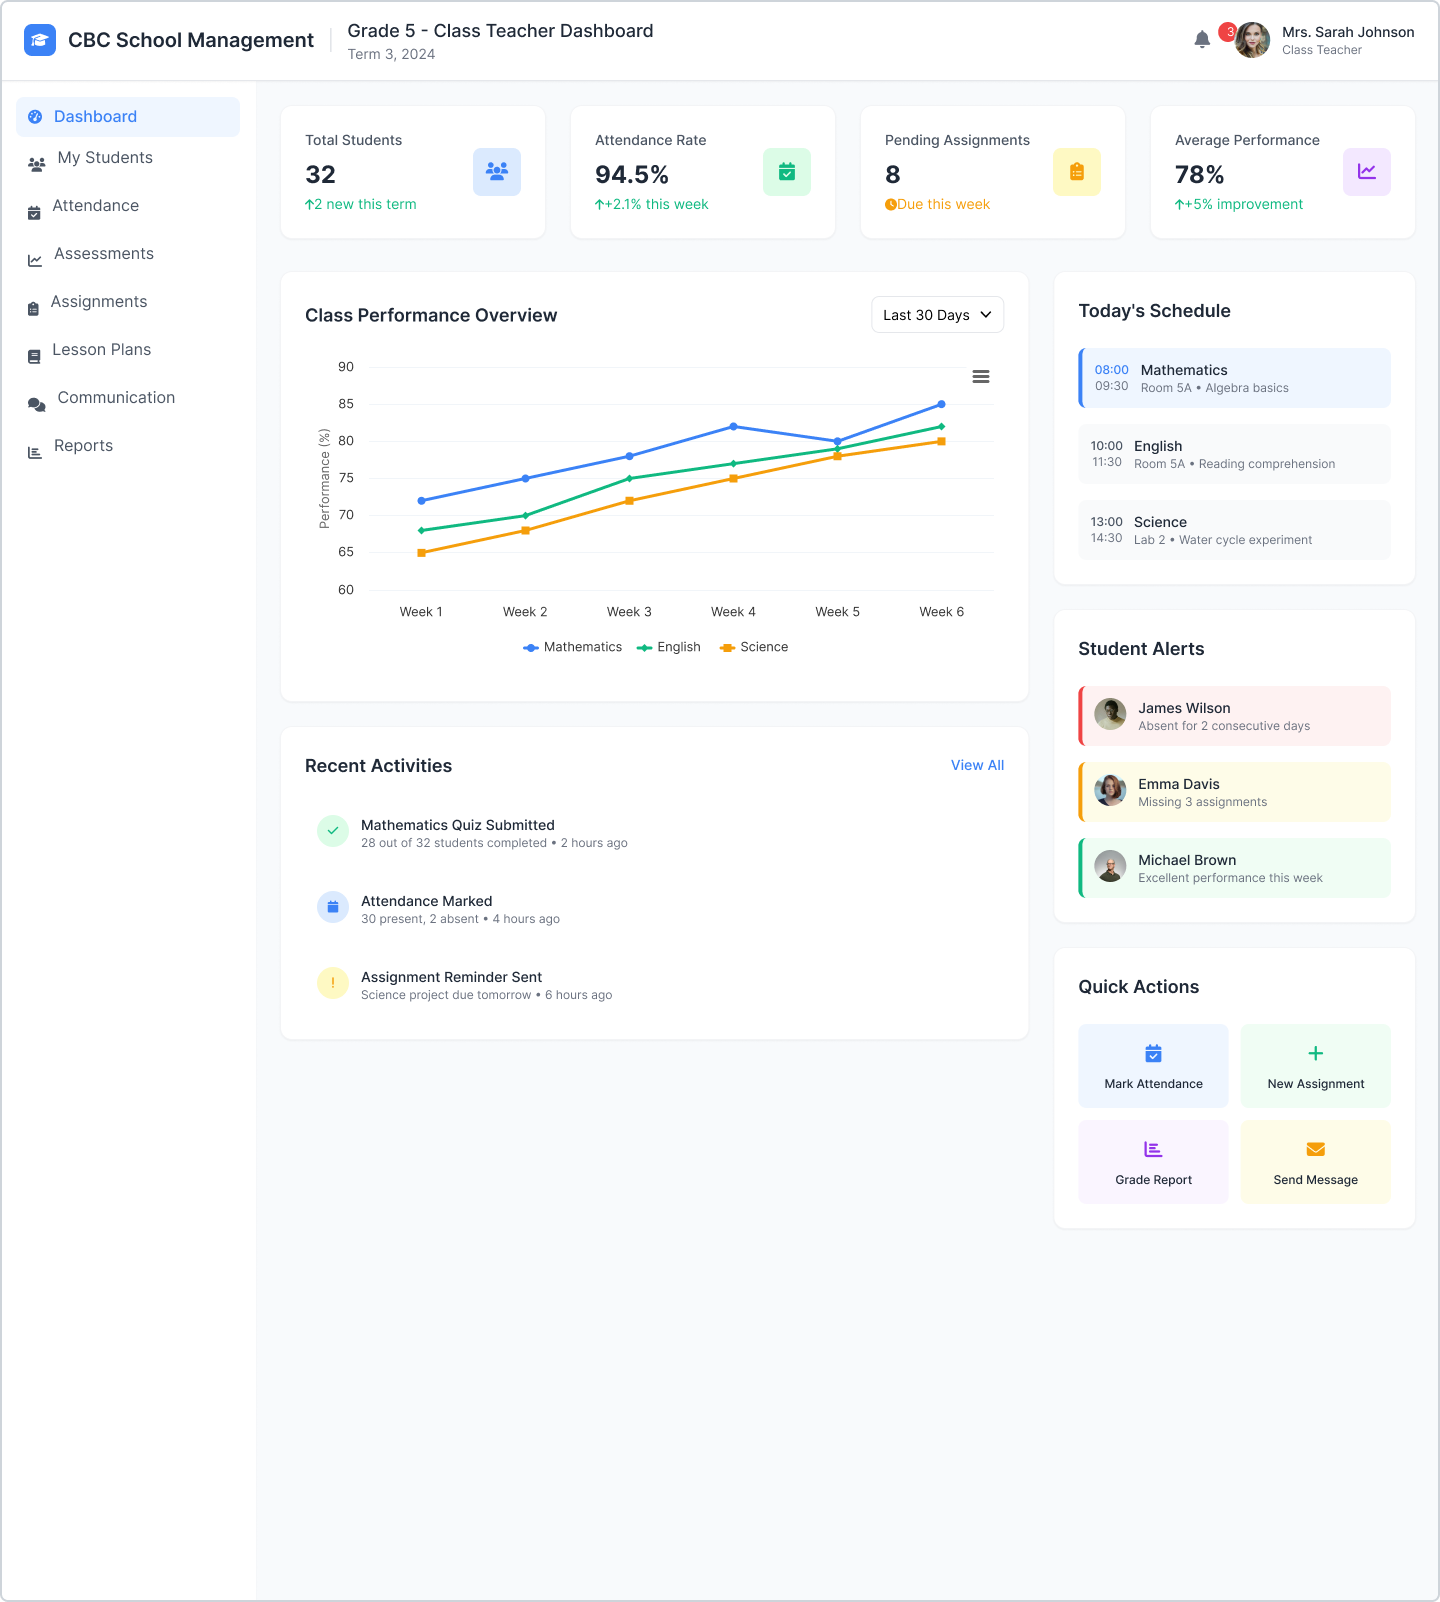 CBC School Management
Grade 5 - Class Teacher Dashboard
Term 3, 2024
3
Mrs. Sarah Johnson
Class Teacher
Dashboard
My Students
Attendance
Assessments
Assignments
Lesson Plans
Communication
Reports
Total Students
32
2 new this term
Attendance Rate
94.5%
+2.1% this week
Pending Assignments
8
Due this week
Average Performance
78%
+5% improvement
Class Performance Overview
Last 30 Days
Performance (%)
90
85
80
75
70
65
60
Week 1
Week 2
Week 3
Week 4
Week 5
Week 6
Mathematics
English
Science
Recent Activities
View All
Mathematics Quiz Submitted
28 out of 32 students completed • 2 hours ago
Attendance Marked
30 present, 2 absent • 4 hours ago
Assignment Reminder Sent
Science project due tomorrow • 6 hours ago
Today's Schedule
08:00
09:30
Mathematics
Room 5A • Algebra basics
10:00
11:30
English
Room 5A • Reading comprehension
13:00
14:30
Science
Lab 2 • Water cycle experiment
Student Alerts
James Wilson
Absent for 2 consecutive days
Emma Davis
Missing 3 assignments
Michael Brown
Excellent performance this week
Quick Actions
Mark Attendance
New Assignment
Grade Report
Send Message